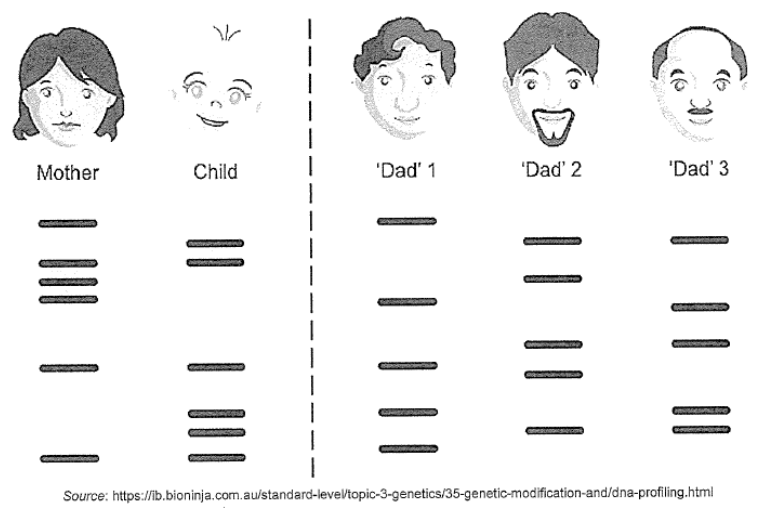 Mother Child 'Dad' 1 'Dad' 2 'Dad' 3
Source: https://ib.bioninja.com.au/standard-level/topic-3-genetics/35-genetic-modification-and/dna-profiling.html